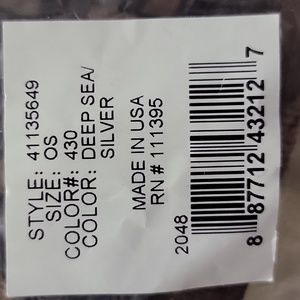 STYLE: 41135649
SIZE: OS
COLOR#: 430
COLOR: DEEP SEA/
SILVER
MADE IN USA
RN # 111395
2048
8 87712 43212 7